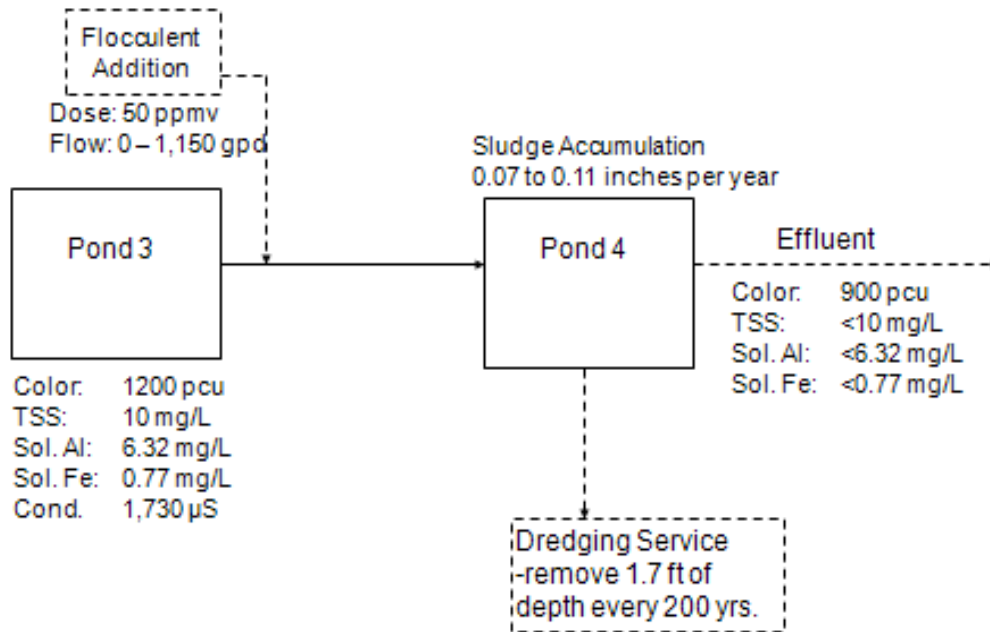 Flocculent
Addition
Dose: 50 ppmv
Flow: 0 – 1,150 gpd
Sludge Accumulation
0.07 to 0.11 inches per year
Pond 3
Pond 4
Effluent
Color: 1200 pcu
TSS: 10 mg/L
Sol. Al: 6.32 mg/L
Sol. Fe: 0.77 mg/L
Cond. 1,730 µS
Color: 900 pcu
TSS: <10 mg/L
Sol. Al: <6.32 mg/L
Sol. Fe: <0.77 mg/L
Dredging Service
-remove 1.7 ft of
depth every 200 yrs.